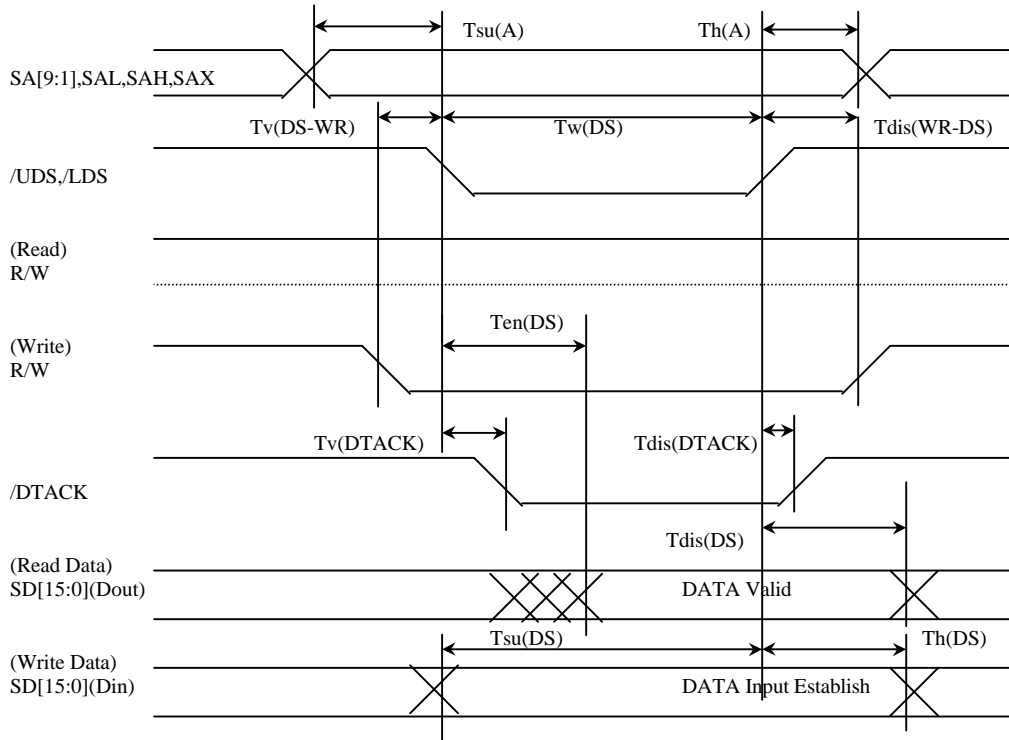 Tsu(A)
Th(A)
SA[9:1],SAL,SAH,SAX
Tv(DS-WR)
Tw(DS)
Tdis(WR-DS)
/UDS,/LDS
(Read)
R/W
Ten(DS)
(Write)
R/W
Tv(DTACK)
Tdis(DTACK)
/DTACK
Tdis(DS)
(Read Data)
SD[15:0](Dout)
DATA Valid
Tsu(DS)
Th(DS)
(Write Data)
SD[15:0](Din)
DATA Input Establish